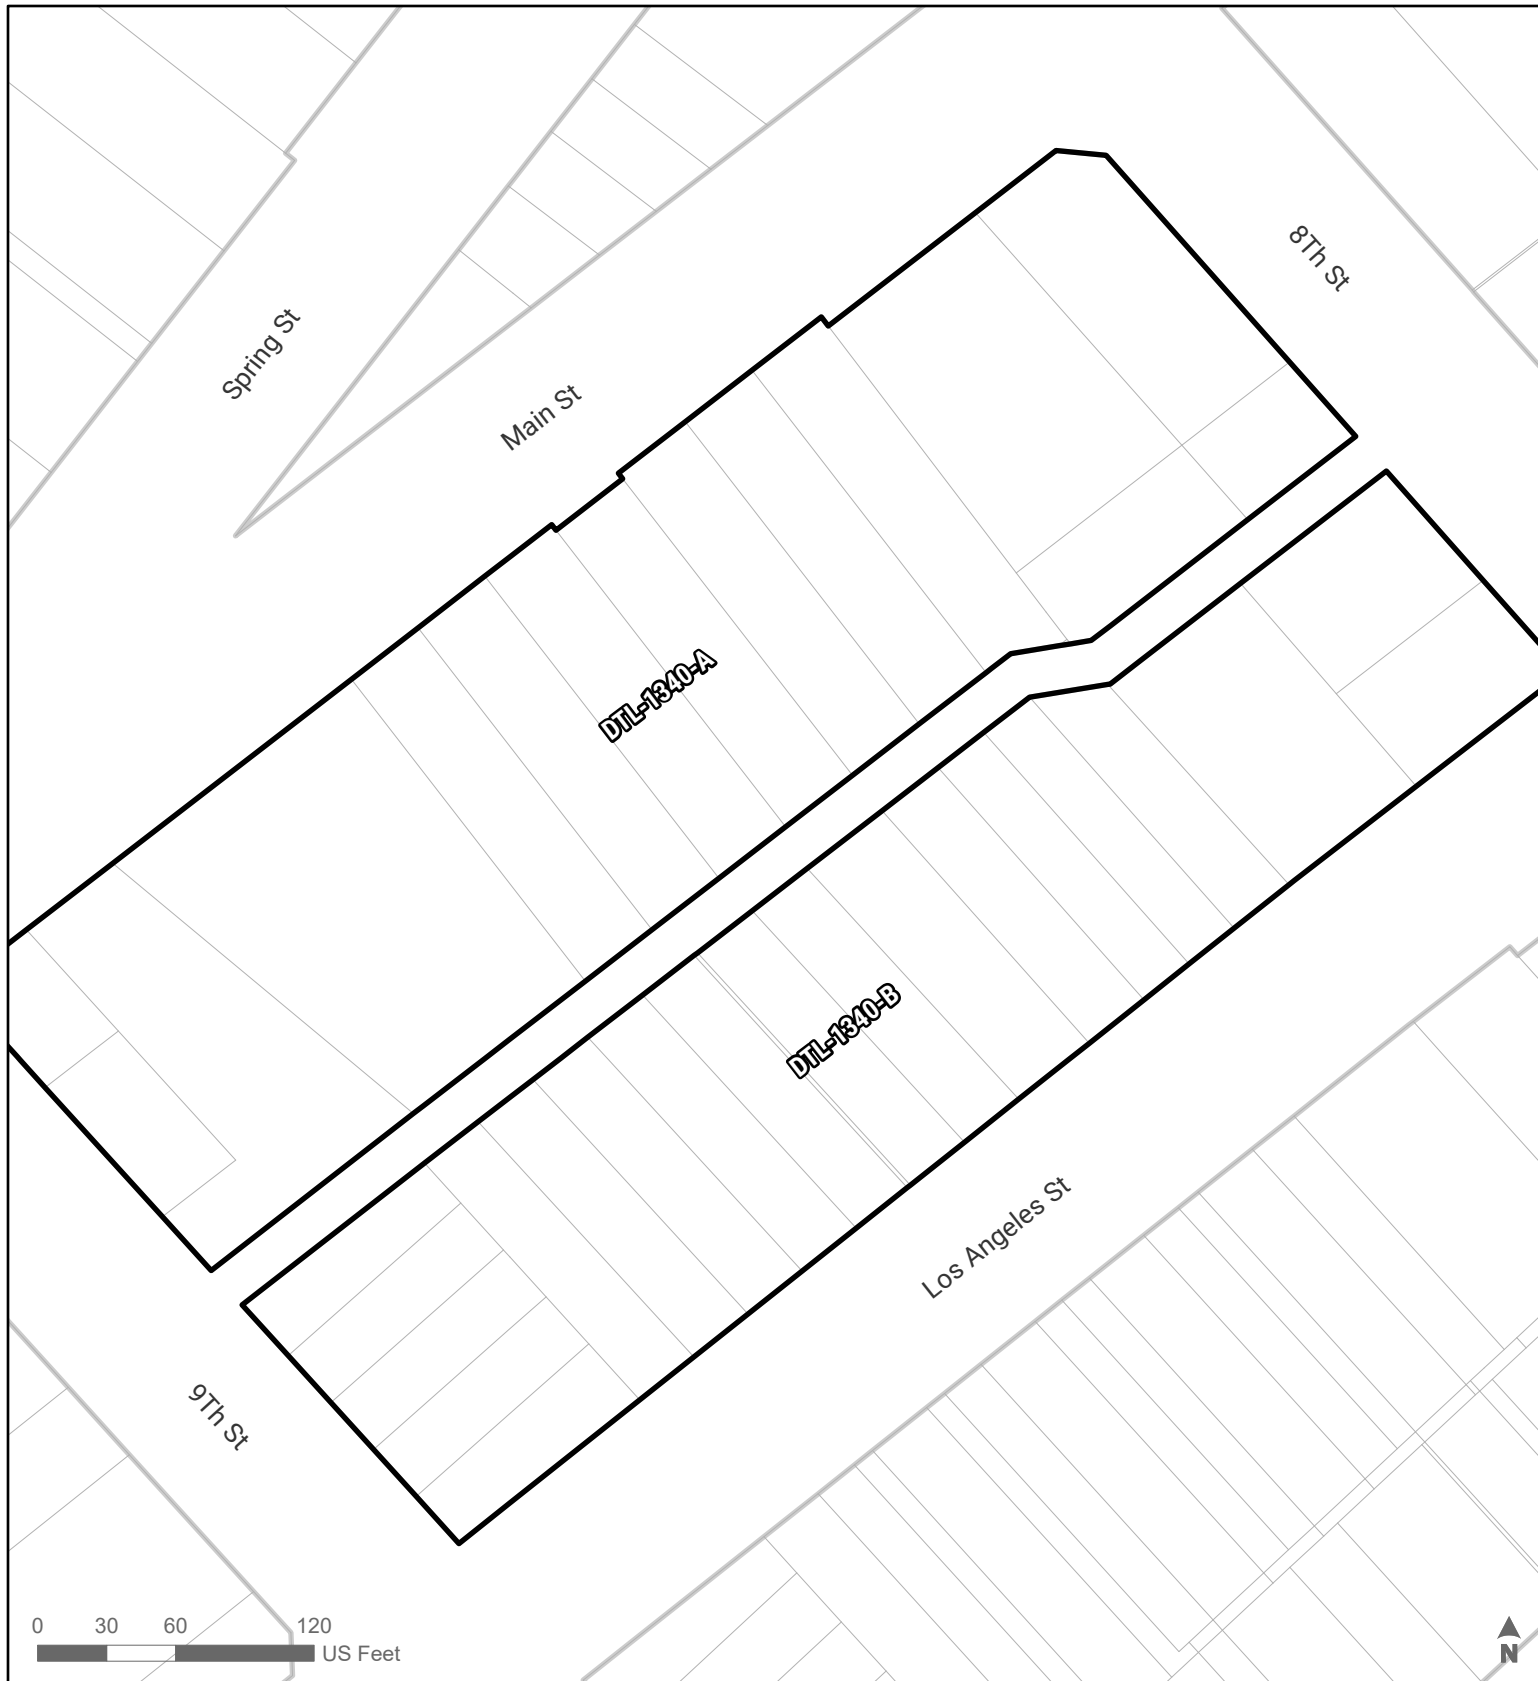 8Th St
Spring St
Main St
DTL-1340-A
DTL-1340-B
Los Angeles St
9Th St
0 30 60 120
US Feet
N